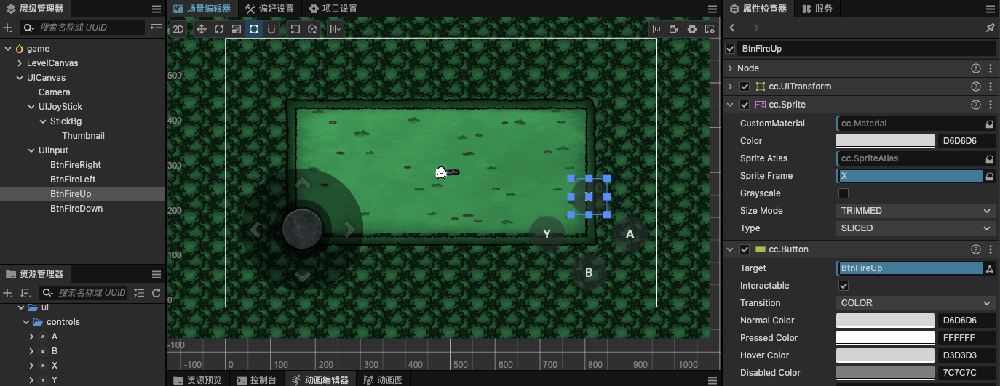 层级管理器
搜索名称或 UUID
game
LevelCanvas
UICanvas
Camera
UIJoyStick
StickBg
Thumbnail
UIInput
BtnFireRight
BtnFireLeft
BtnFireUp
BtnFireDown
资源管理器
搜索名称或 UUID
ui
controls
A
B
X
Y
场景编辑器
偏好设置
项目设置
2D
500
400
300
200
100
0
-100
-100
0
100
200
300
400
500
600
700
800
900
1000
Y
A
B
资源预览
控制台
动画编辑器
动画图
属性检查器
服务
BtnFireUp
Node
cc.UITransform
cc.Sprite
CustomMaterial
cc.Material
Color
D6D6D6
Sprite Atlas
cc.SpriteAtlas
Sprite Frame
X
Grayscale
Size Mode
TRIMMED
Type
SLICED
cc.Button
Target
BtnFireUp
Interactable
Transition
COLOR
Normal Color
D6D6D6
Pressed Color
FFFFFF
Hover Color
D3D3D3
Disabled Color
7C7C7C